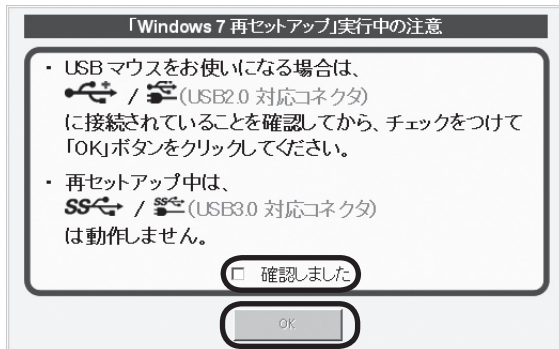 「Windows 7 再セットアップ」実行中の注意
・ USB マウスをお使いになる場合は、
/ (USB2.0 対応コネクタ)
に接続されていることを確認してから、チェックをつけて
「OK」ボタンをクリックしてください。
・ 再セットアップ中は、
SS / SS (USB3.0 対応コネクタ)
は動作しません。
確認しました
OK